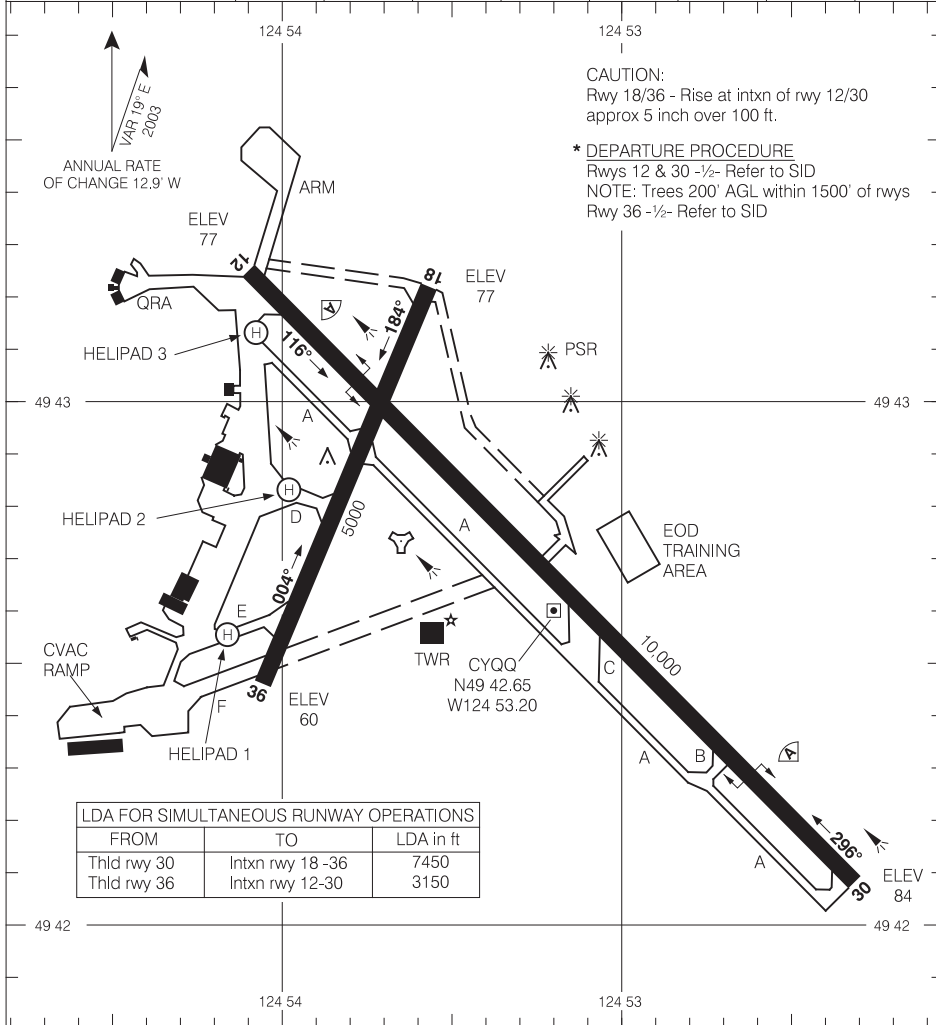 124 54
124 53
VAR 19° E
2003
ANNUAL RATE
OF CHANGE 12.9' W
CAUTION:
Rwy 18/36 - Rise at intxn of rwy 12/30
approx 5 inch over 100 ft.
* DEPARTURE PROCEDURE
Rwys 12 & 30 -½- Refer to SID
NOTE: Trees 200' AGL within 1500' of rwys
Rwy 36 -½- Refer to SID
ARM
ELEV
77
12
18
ELEV
77
QRA
A
184°
H
HELIPAD 3
116°
PSR
49 43
49 43
A
H
HELIPAD 2
D
5000
A
EOD
TRAINING
AREA
004°
E
H
TWR
CYQQ
N49 42.65
W124 53.20
10,000
C
CVAC
RAMP
F
36
ELEV
60
HELIPAD 1
A
B
A
LDA FOR SIMULTANEOUS RUNWAY OPERATIONS
FROM TO LDA in ft
Thld rwy 30 Intxn rwy 18 -36 7450
Thld rwy 36 Intxn rwy 12-30 3150
A
296°
30
ELEV
84
49 42
49 42
124 54
124 53